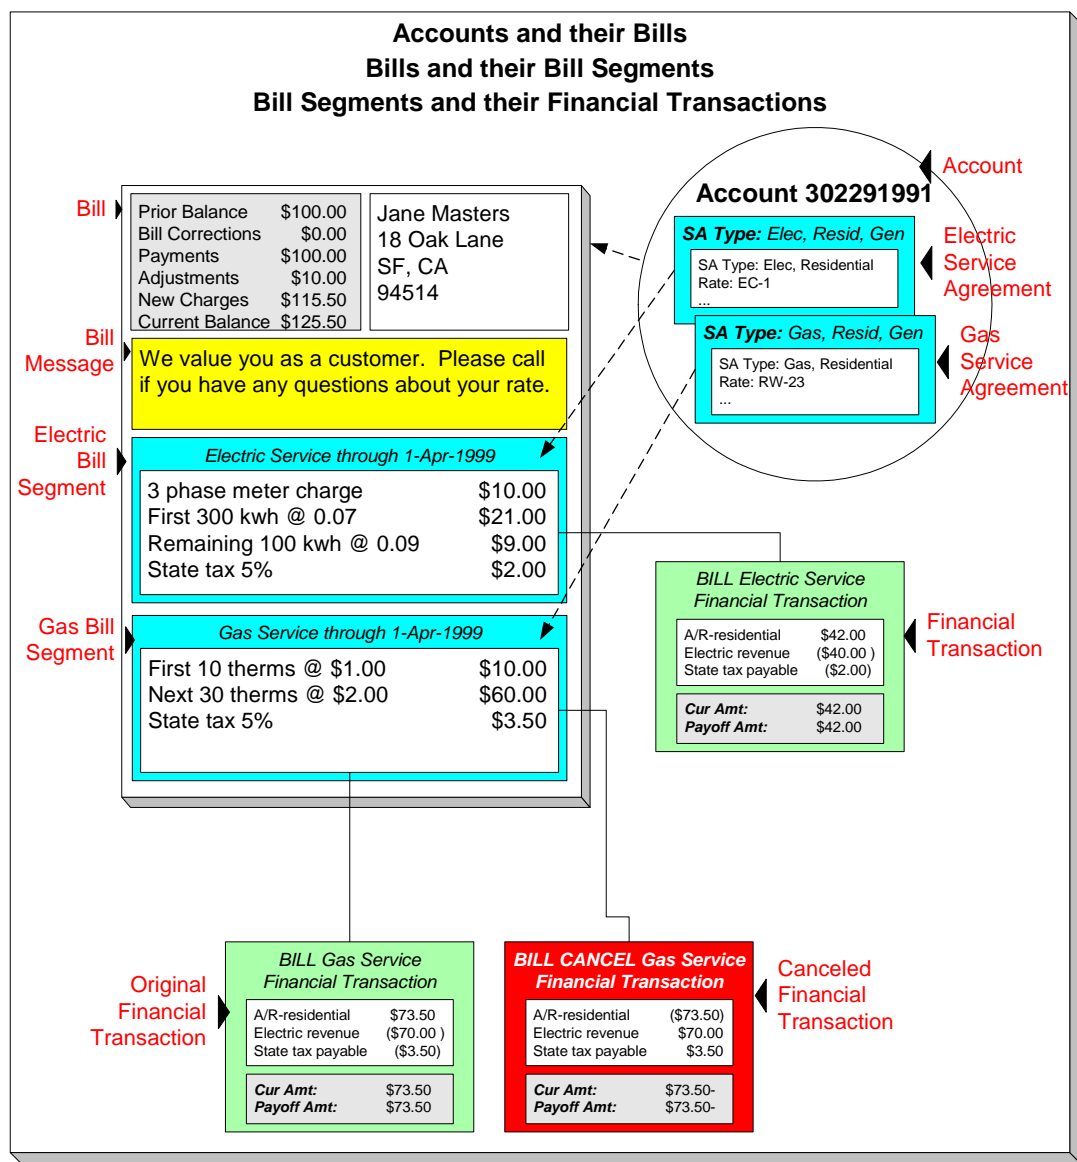 Accounts and their Bills
Bills and their Bill Segments
Bill Segments and their Financial Transactions
Account
Account 302291991
Bill
Prior Balance $100.00
Bill Corrections $0.00
Payments $100.00
Adjustments $10.00
New Charges $115.50
Current Balance $125.50
Jane Masters
18 Oak Lane
SF, CA
94514
SA Type: Elec, Resid, Gen
SA Type: Elec, Residential
Rate: EC-1
...
Electric
Service
Agreement
SA Type: Gas, Resid, Gen
SA Type: Gas, Residential
Rate: RW-23
...
Gas
Service
Agreement
Bill
Message
We value you as a customer. Please call
if you have any questions about your rate.
Electric
Bill
Segment
Electric Service through 1-Apr-1999
3 phase meter charge $10.00
First 300 kwh @ 0.07 $21.00
Remaining 100 kwh @ 0.09 $9.00
State tax 5% $2.00
Gas Bill
Segment
Gas Service through 1-Apr-1999
First 10 therms @ $1.00 $10.00
Next 30 therms @ $2.00 $60.00
State tax 5% $3.50
BILL Electric Service
Financial Transaction
A/R-residential $42.00
Electric revenue ($40.00 )
State tax payable ($2.00)
Cur Amt: $42.00
Payoff Amt: $42.00
Financial
Transaction
Original
Financial
Transaction
BILL Gas Service
Financial Transaction
A/R-residential $73.50
Electric revenue ($70.00 )
State tax payable ($3.50)
Cur Amt: $73.50
Payoff Amt: $73.50
BILL CANCEL Gas Service
Financial Transaction
A/R-residential ($73.50)
Electric revenue $70.00
State tax payable $3.50
Cur Amt: $73.50-
Payoff Amt: $73.50-
Canceled
Financial
Transaction